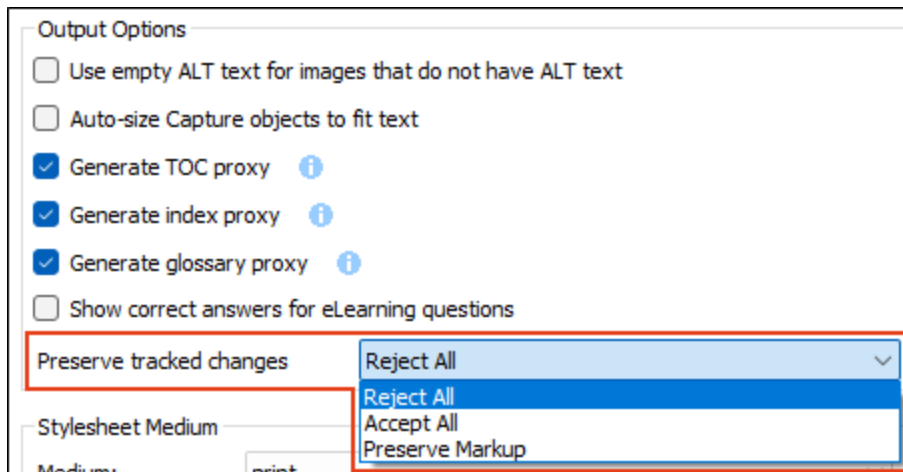 Output Options
Use empty ALT text for images that do not have ALT text
Auto-size Capture objects to fit text
Generate TOC proxy
Generate index proxy
Generate glossary proxy
Show correct answers for eLearning questions
Preserve tracked changes Reject All
Reject All
Accept All
Preserve Markup
Stylesheet Medium
Medium: print